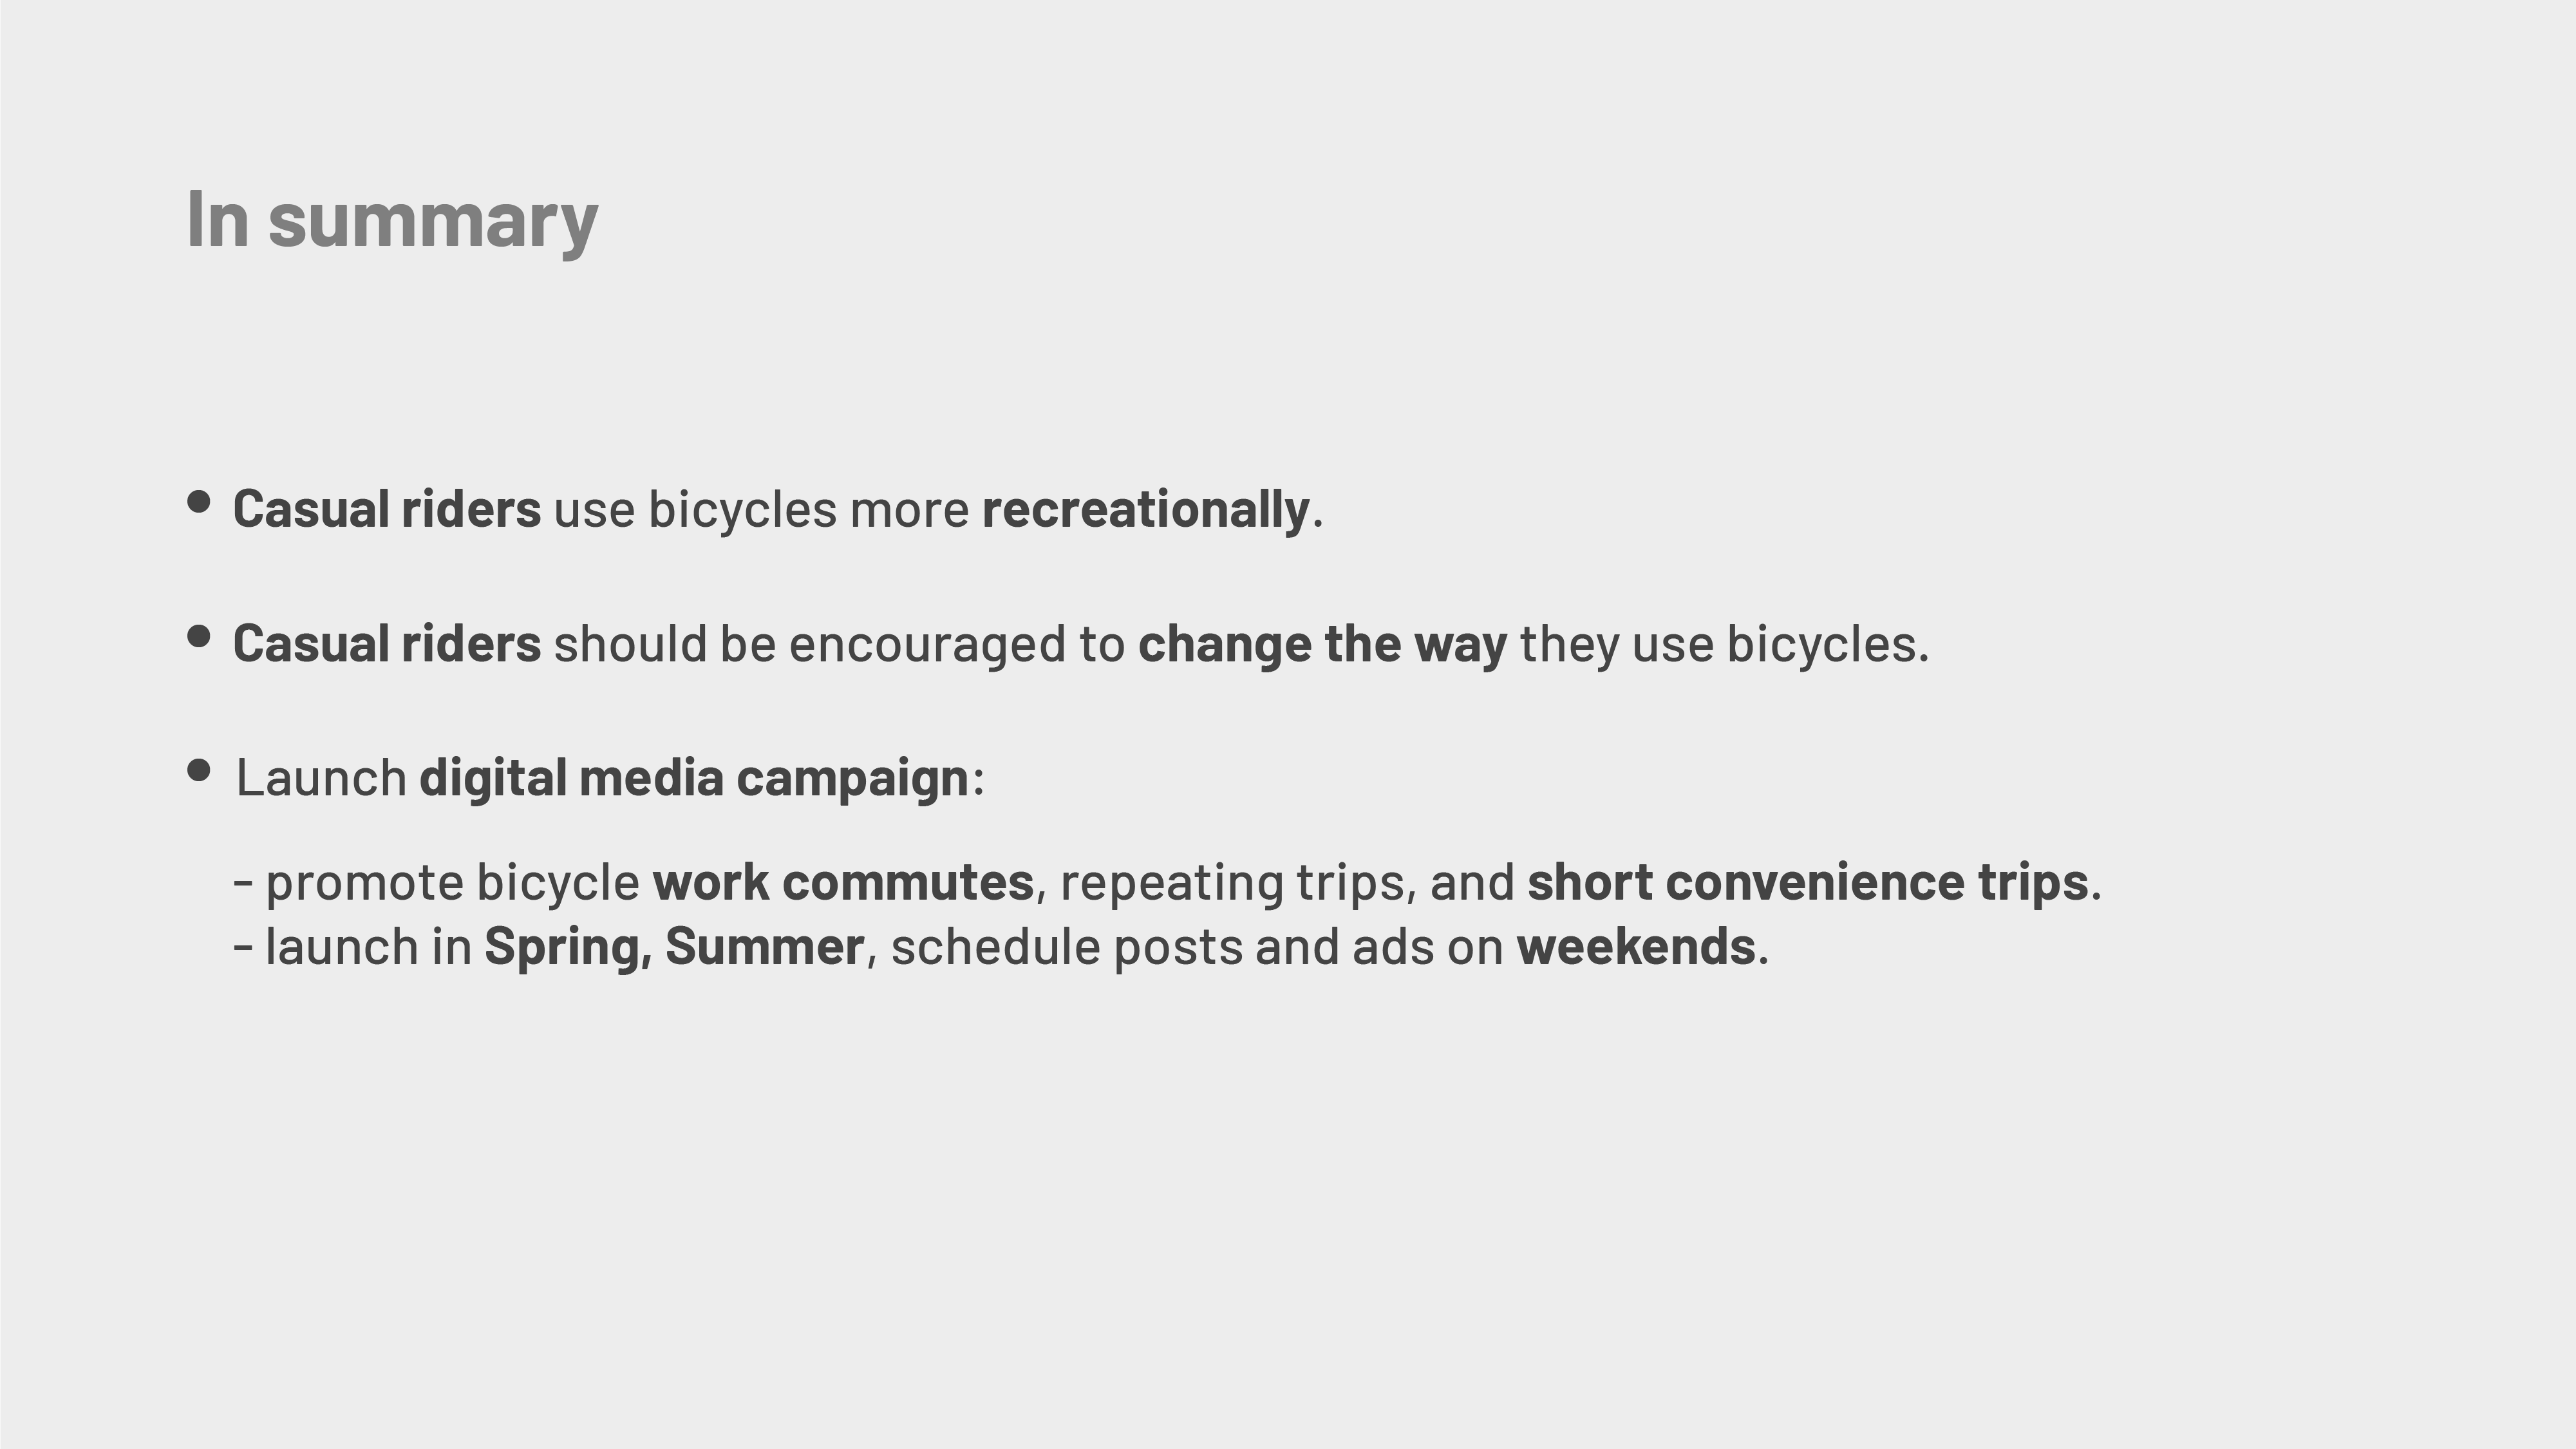 In summary
• Casual riders use bicycles more recreationally.
• Casual riders should be encouraged to change the way they use bicycles.
• Launch digital media campaign:
- promote bicycle work commutes, repeating trips, and short convenience trips.
- launch in Spring, Summer, schedule posts and ads on weekends.